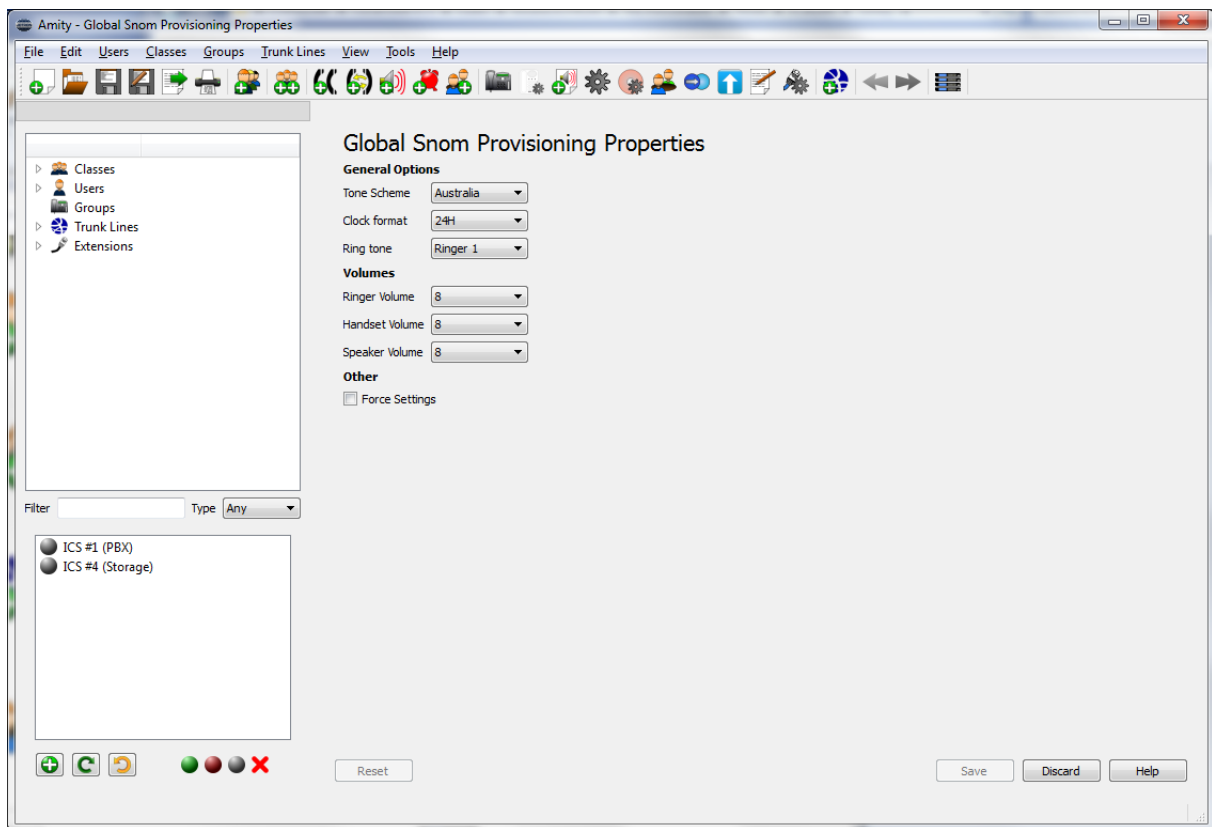 Amity - Global Snom Provisioning Properties
File Edit Users Classes Groups Trunk Lines View Tools Help
Classes
Users
Groups
Trunk Lines
Extensions
Filter Type Any
ICS #1 (PBX)
ICS #4 (Storage)
Global Snom Provisioning Properties
General Options
Tone Scheme Australia
Clock format 24H
Ring tone Ringer 1
Volumes
Ringer Volume 8
Handset Volume 8
Speaker Volume 8
Other
Force Settings
Reset Save Discard Help